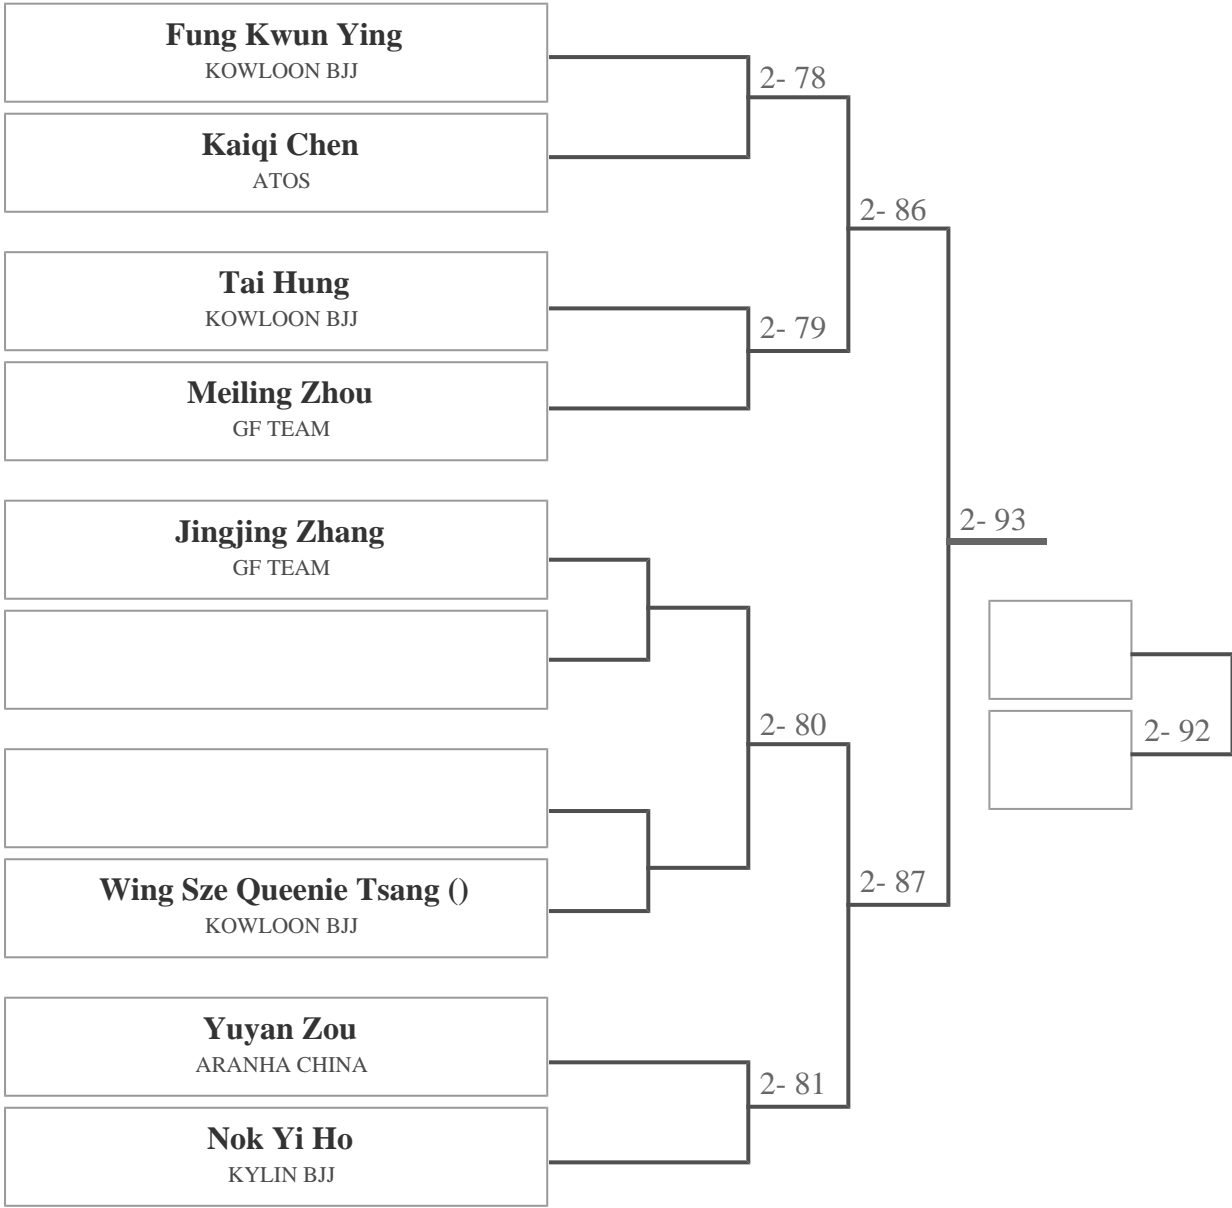 Fung Kwun Ying
KOWLOON BJJ
2- 78
Kaiqi Chen
ATOS
2- 86
Tai Hung
KOWLOON BJJ
2- 79
Meiling Zhou
GF TEAM
Jingjing Zhang
GF TEAM
2- 93
2- 80
2- 92
Wing Sze Queenie Tsang ()
KOWLOON BJJ
2- 87
Yuyan Zou
ARANHA CHINA
2- 81
Nok Yi Ho
KYLIN BJJ